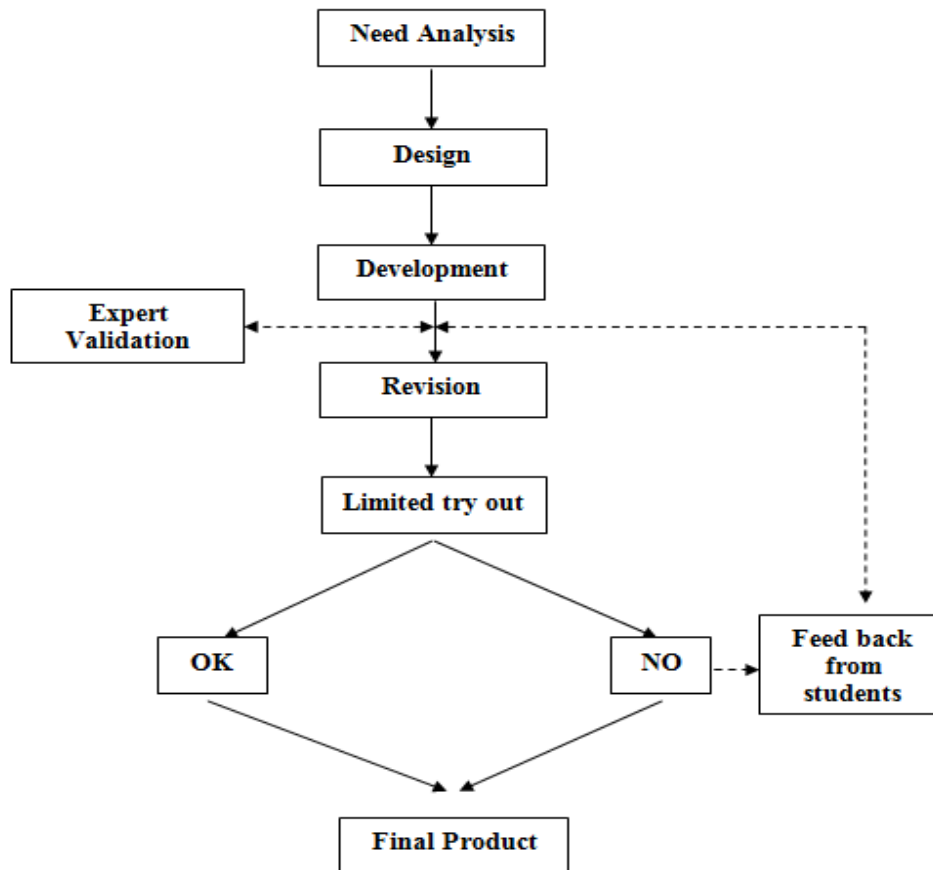 Need Analysis
Design
Development
Expert
Validation
Revision
Limited try out
OK
NO
Feed back
from
students
Final Product